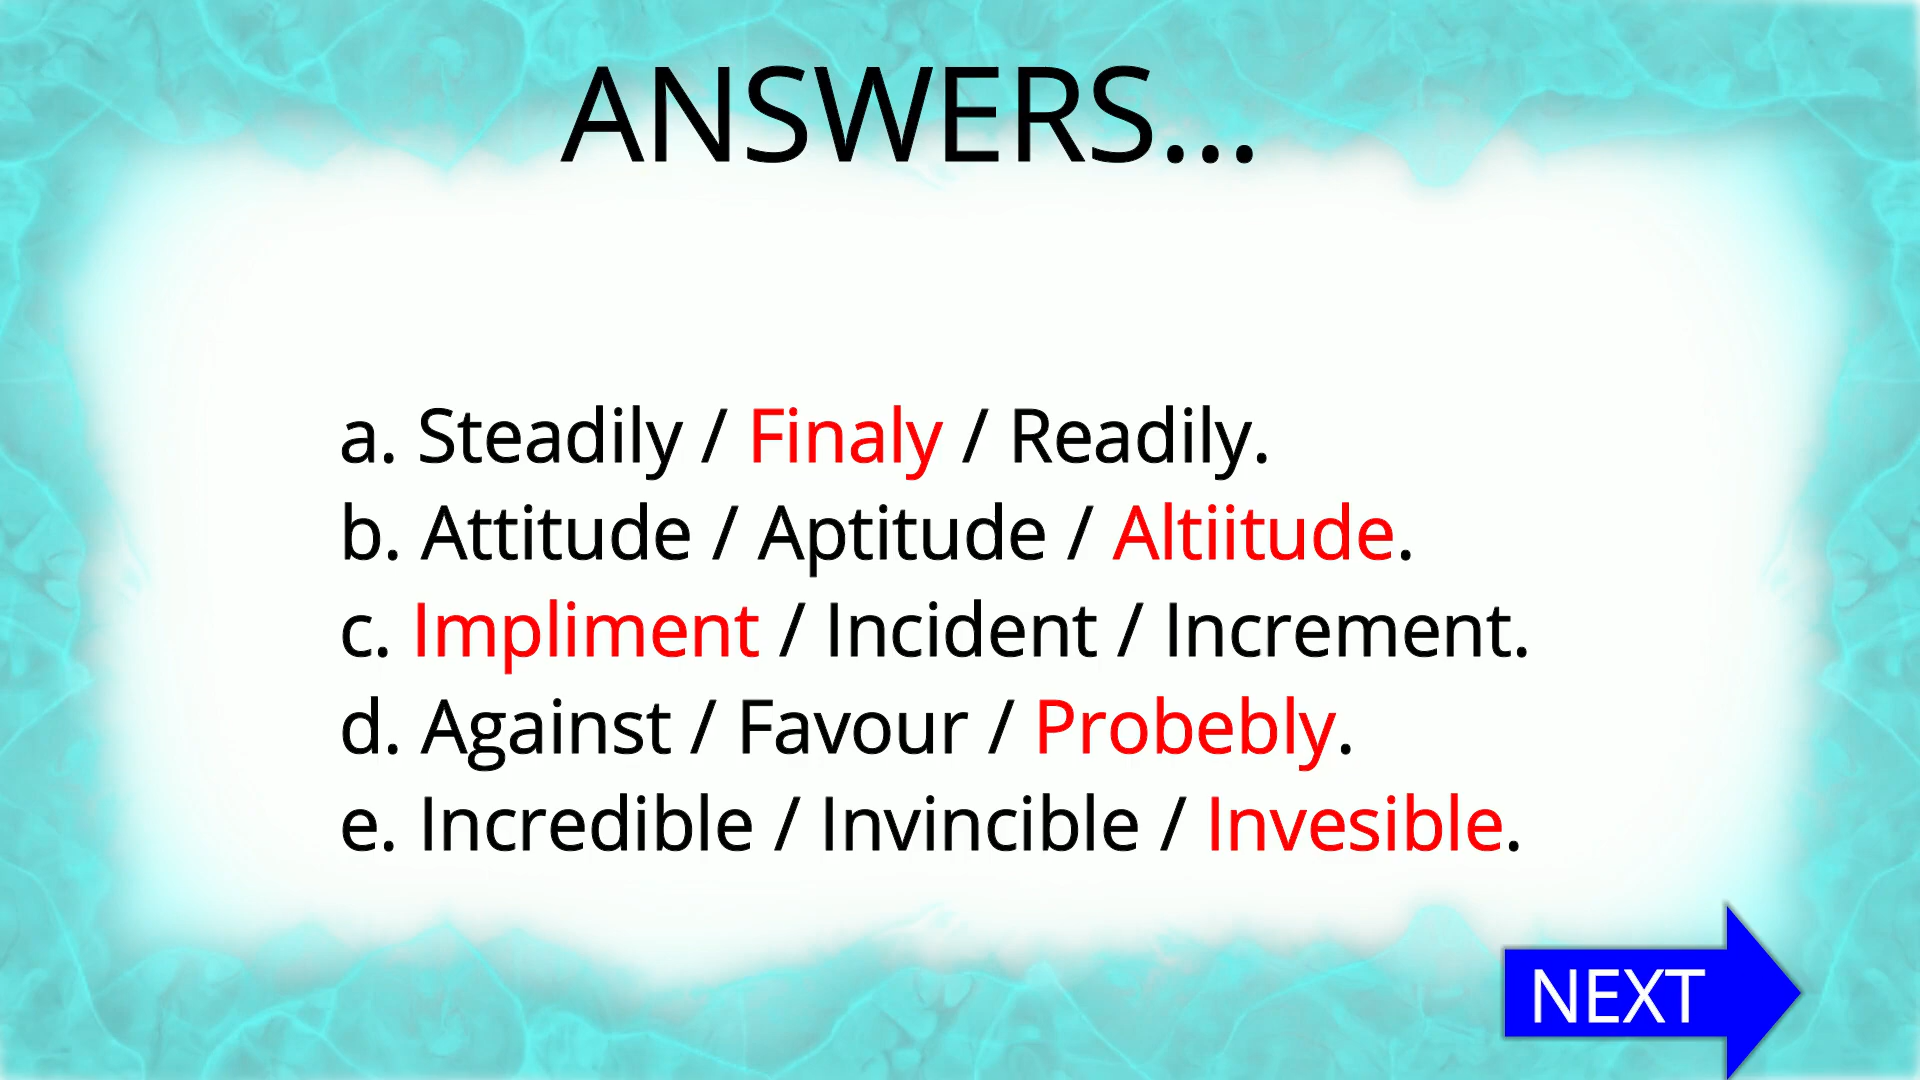 ANSWERS...
a. Steadily / Finaly / Readily.
b. Attitude / Aptitude / Altiitude.
c. Impliment / Incident / Increment.
d. Against / Favour / Probebly.
e. Incredible / Invincible / Invesible.
NEXT